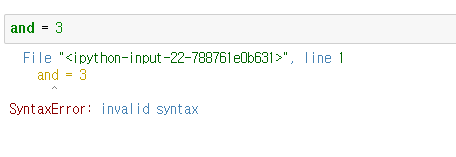 and = 3
File "<ipython-input-22-788761e0b631>", line 1
and = 3
^
SyntaxError: invalid syntax